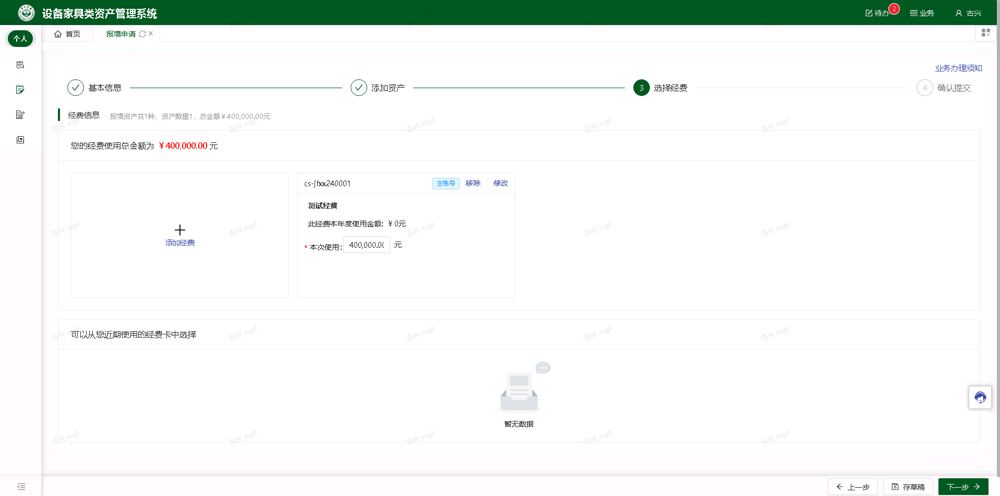 设备家具类资产管理系统
待办 2
业务
古兴
个人
首页
报增申请
业务办理须知
基本信息
添加资产
3 选择经费
4 确认提交
经费信息 报增资产共1种，资产数量1，总金额￥400,000.00元
您的经费使用总金额为 ￥400,000.00 元
添加经费
cs-jfxx240001 主账号 移除 修改
测试经费
此经费本年度使用金额: ￥0元
* 本次使用: 400,000.00 元
可以从您近期使用的经费卡中选择
暂无数据
上一步
存草稿
下一步
古兴 ing3